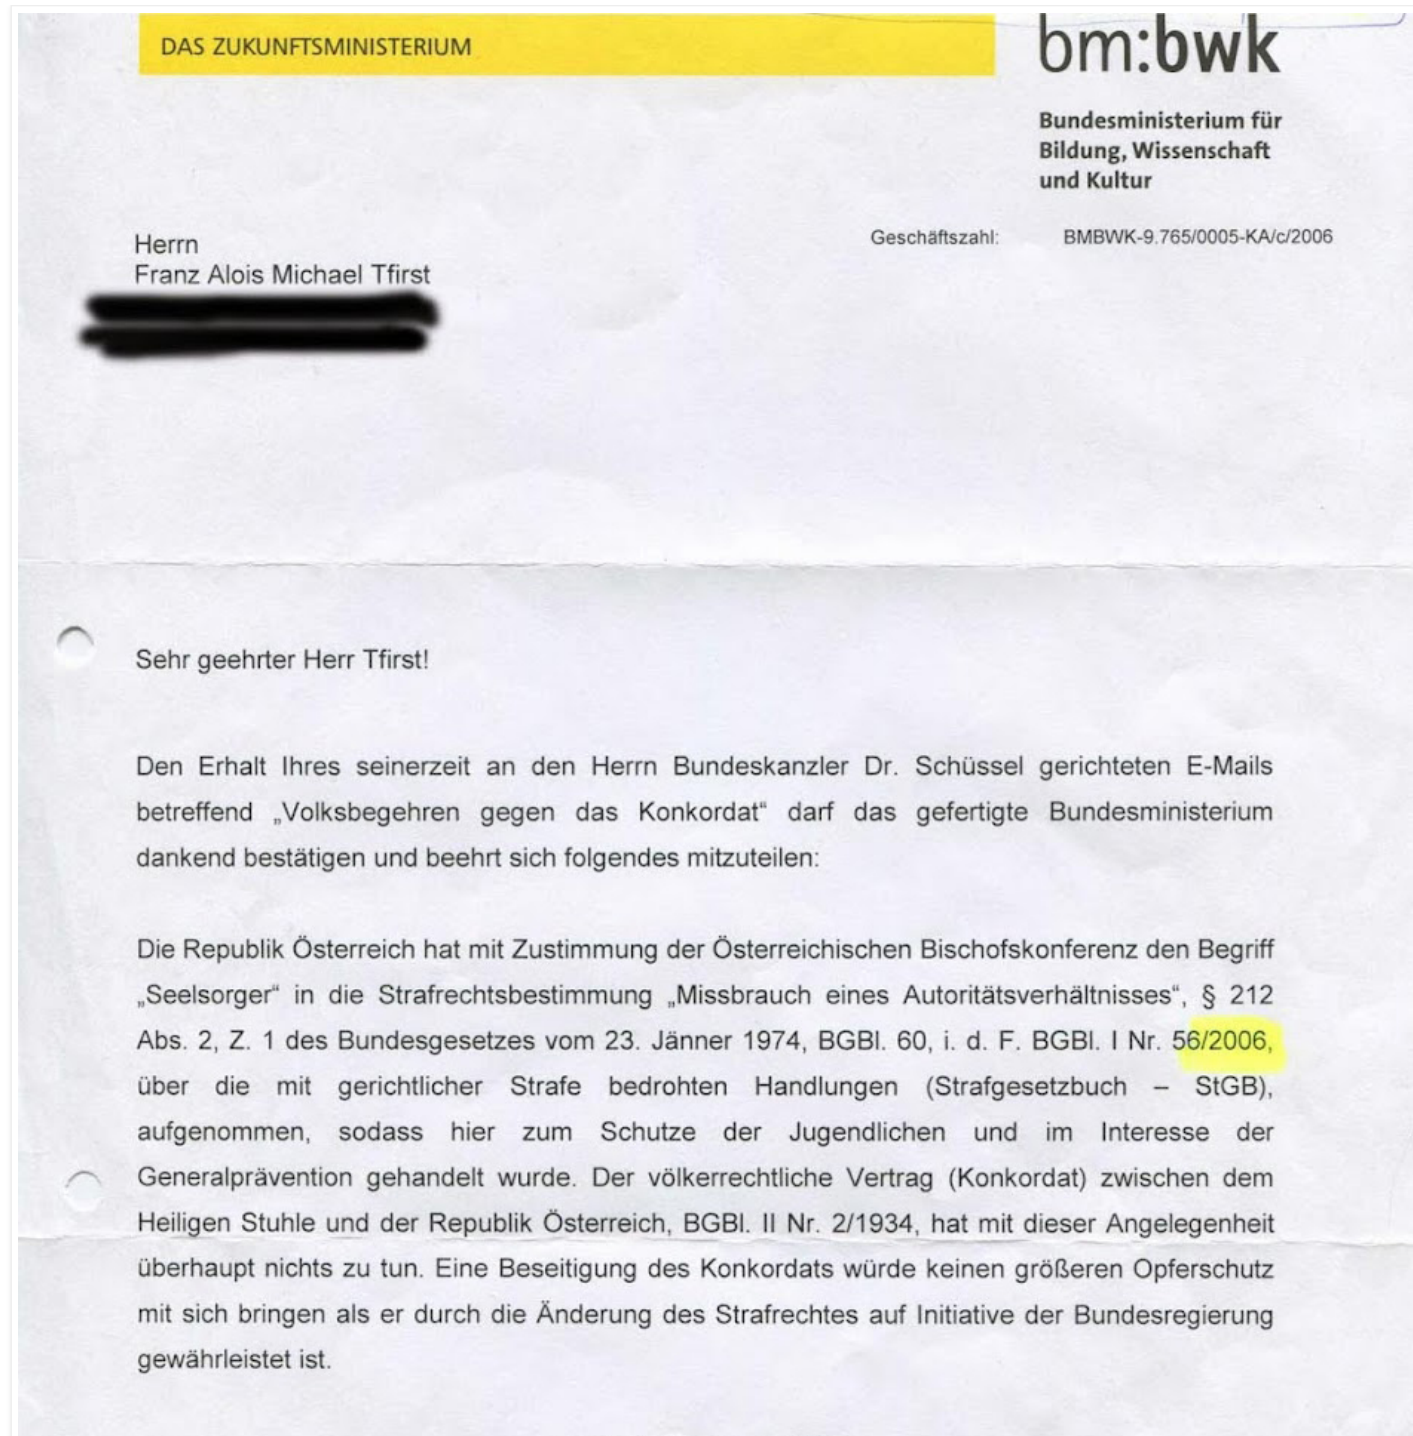 DAS ZUKUNFTSMINISTERIUM
bm:bwk
Bundesministerium für
Bildung, Wissenschaft
und Kultur
Geschäftszahl: BMBWK-9.765/0005-KA/c/2006
Herrn
Franz Alois Michael Tfirst
Sehr geehrter Herr Tfirst!
Den Erhalt Ihres seinerzeit an den Herrn Bundeskanzler Dr. Schüssel gerichteten E-Mails
betreffend „Volksbegehren gegen das Konkordat“ darf das gefertigte Bundesministerium
dankend bestätigen und beehrt sich folgendes mitzuteilen:
Die Republik Österreich hat mit Zustimmung der Österreichischen Bischofskonferenz den Begriff
„Seelsorger“ in die Strafrechtsbestimmung „Missbrauch eines Autoritätsverhältnisses“, § 212
Abs. 2, Z. 1 des Bundesgesetzes vom 23. Jänner 1974, BGBl. 60, i. d. F. BGBl. I Nr. 56/2006,
über die mit gerichtlicher Strafe bedrohten Handlungen (Strafgesetzbuch – StGB),
aufgenommen, sodass hier zum Schutze der Jugendlichen und im Interesse der
Generalprävention gehandelt wurde. Der völkerrechtliche Vertrag (Konkordat) zwischen dem
Heiligen Stuhle und der Republik Österreich, BGBl. II Nr. 2/1934, hat mit dieser Angelegenheit
überhaupt nichts zu tun. Eine Beseitigung des Konkordats würde keinen größeren Opferschutz
mit sich bringen als er durch die Änderung des Strafrechtes auf Initiative der Bundesregierung
gewährleistet ist.